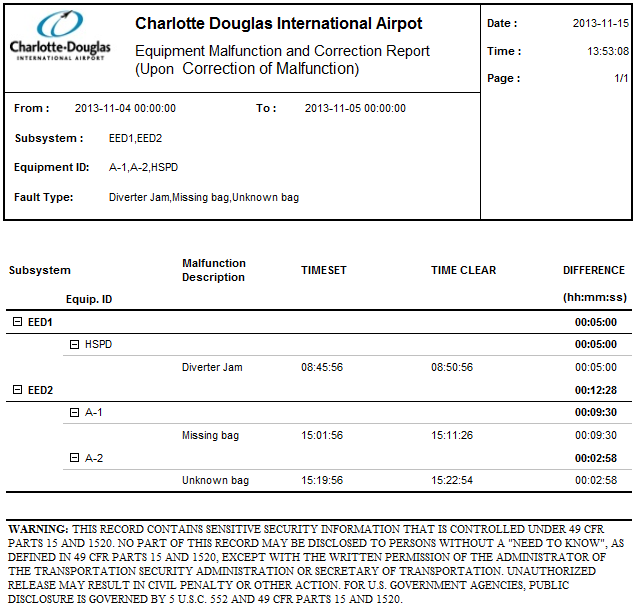 Charlotte-Douglas
INTERNATIONAL AIRPORT
Charlotte Douglas International Airpot
Equipment Malfunction and Correction Report
(Upon Correction of Malfunction)
Date : 2013-11-15
Time : 13:53:08
Page : 1/1
From : 2013-11-04 00:00:00 To : 2013-11-05 00:00:00
Subsystem : EED1,EED2
Equipment ID: A-1,A-2,HSPD
Fault Type: Diverter Jam,Missing bag,Unknown bag
Subsystem Malfunction Description TIMESET TIME CLEAR DIFFERENCE
Equip. ID (hh:mm:ss)
EED1 00:05:00
HSPD 00:05:00
Diverter Jam 08:45:56 08:50:56 00:05:00
EED2 00:12:28
A-1 00:09:30
Missing bag 15:01:56 15:11:26 00:09:30
A-2 00:02:58
Unknown bag 15:19:56 15:22:54 00:02:58
WARNING: THIS RECORD CONTAINS SENSITIVE SECURITY INFORMATION THAT IS CONTROLLED UNDER 49 CFR
PARTS 15 AND 1520. NO PART OF THIS RECORD MAY BE DISCLOSED TO PERSONS WITHOUT A "NEED TO KNOW", AS
DEFINED IN 49 CFR PARTS 15 AND 1520, EXCEPT WITH THE WRITTEN PERMISSION OF THE ADMINISTRATOR OF
THE TRANSPORTATION SECURITY ADMINISTRATION OR SECRETARY OF TRANSPORTATION. UNAUTHORIZED
RELEASE MAY RESULT IN CIVIL PENALTY OR OTHER ACTION. FOR U.S. GOVERNMENT AGENCIES, PUBLIC
DISCLOSURE IS GOVERNED BY 5 U.S.C. 552 AND 49 CFR PARTS 15 AND 1520.